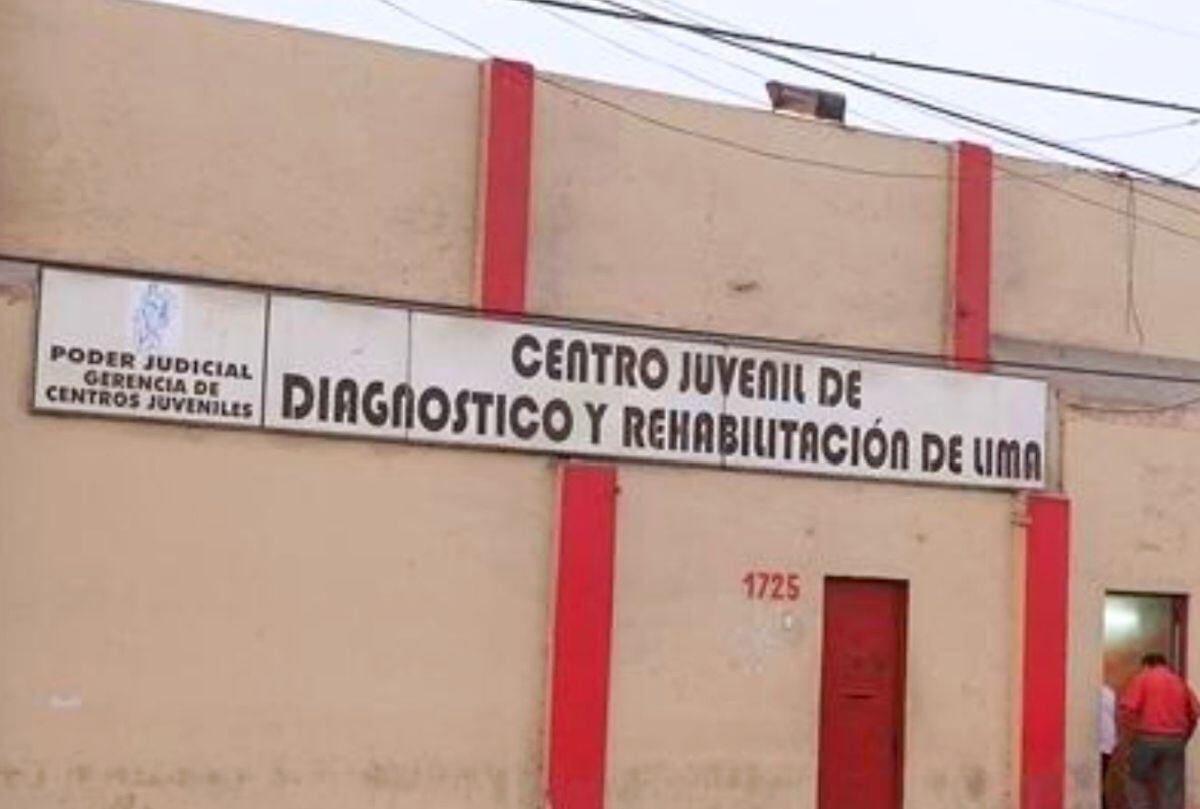 PODER JUDICIAL
GERENCIA DE
CENTROS JUVENILES
CENTRO JUVENIL DE
DIAGNOSTICO Y REHABILITACIÓN DE LIMA
1725